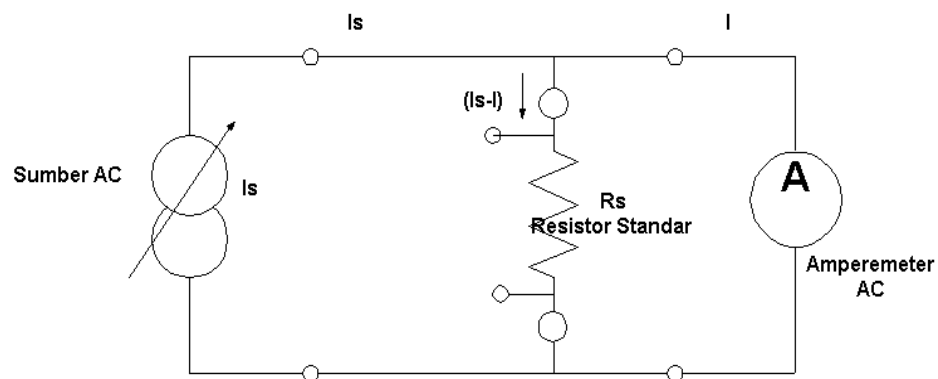 Is
I
(Is-I)
Sumber AC
Is
A
Rs
Resistor Standar
Amperemeter
AC